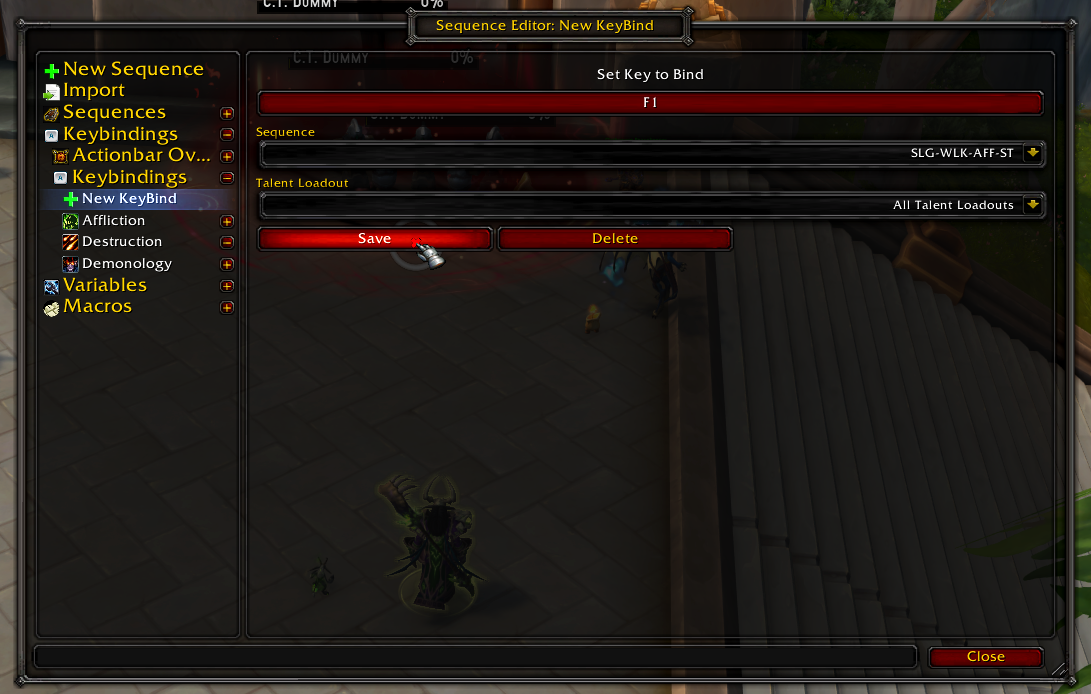 C.T. DUMMY 0%
Sequence Editor: New KeyBind
C.T. DUMMY 0%
New Sequence
Import
Sequences
Keybindings
Actionbar Ov...
Keybindings
New KeyBind
Affliction
Destruction
Demonology
Variables
Macros
Set Key to Bind
F1
Sequence
SLG-WLK-AFF-ST
Talent Loadout
All Talent Loadouts
Save Delete
Close